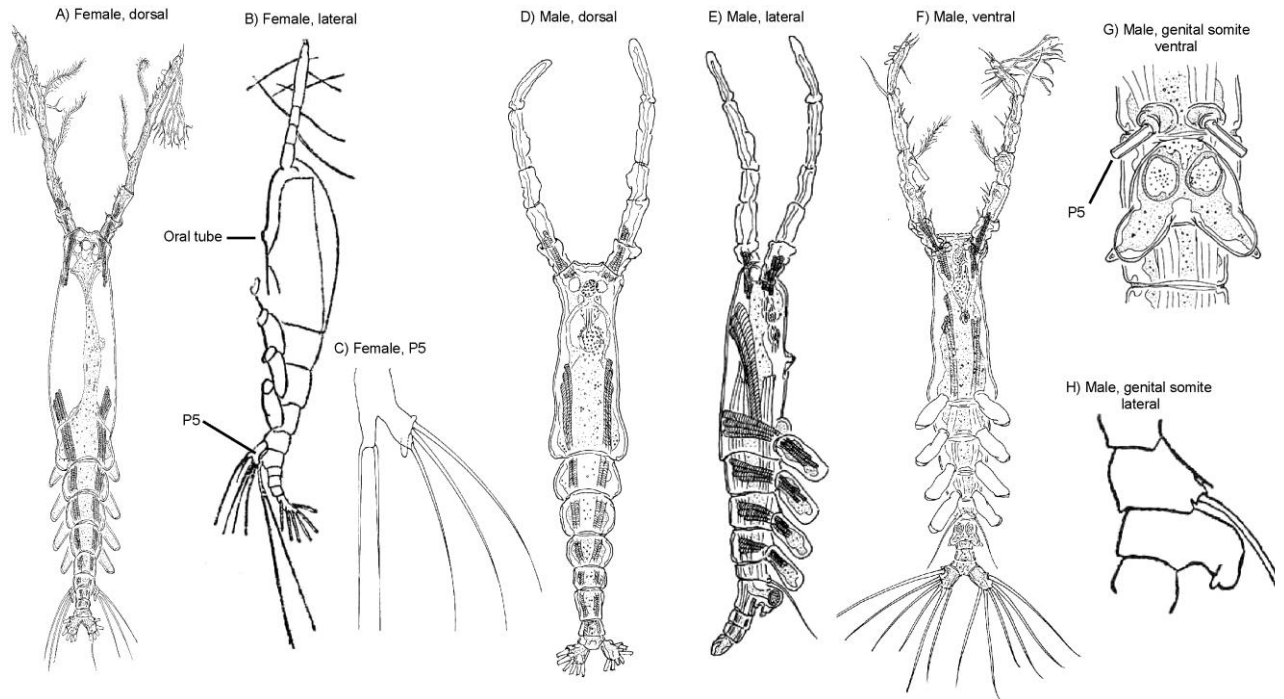 A) Female, dorsal
B) Female, lateral
Oral tube
P5
C) Female, P5
D) Male, dorsal
E) Male, lateral
F) Male, ventral
G) Male, genital somite
ventral
P5
H) Male, genital somite
lateral